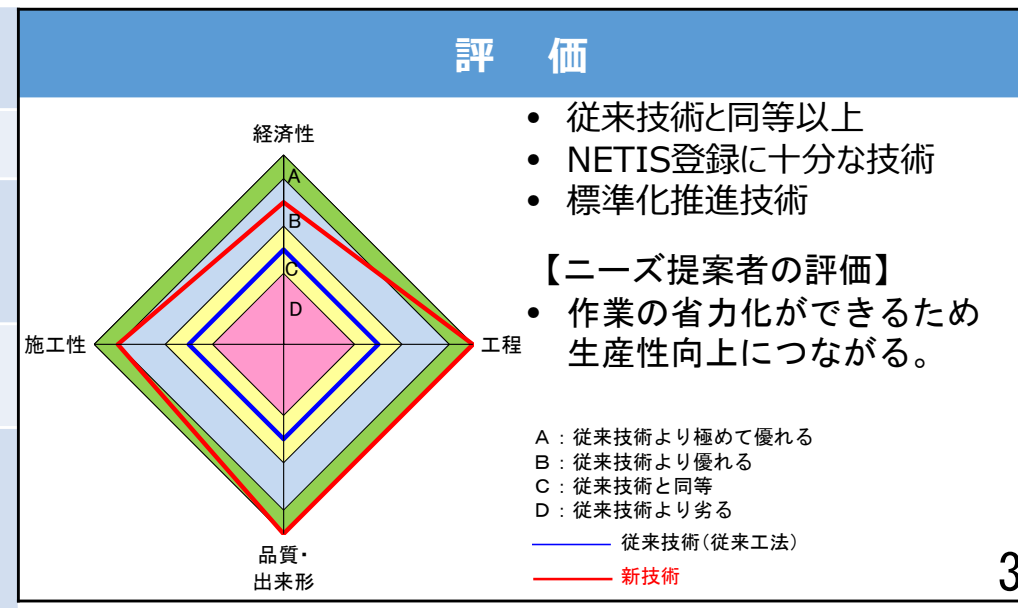 評 価
経済性
A
B
C
D
施工性
工程
品質・
出来形
• 従来技術と同等以上
• NETIS登録に十分な技術
• 標準化推進技術
【ニーズ提案者の評価】
• 作業の省力化ができるため
生産性向上につながる。
A：従来技術より極めて優れる
B：従来技術より優れる
C：従来技術と同等
D：従来技術より劣る
従来技術(従来工法)
新技術
3